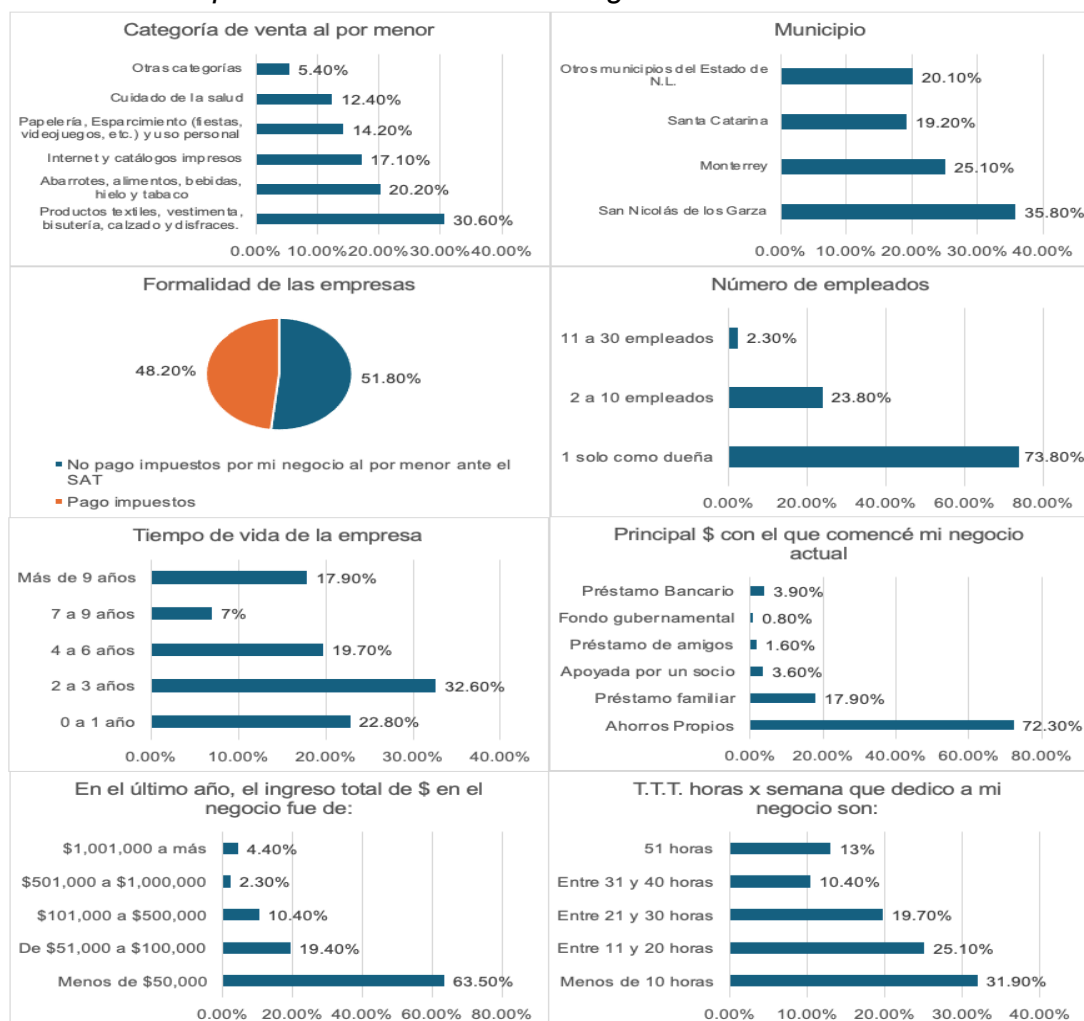 Categoría de venta al por menor
Otras categorías
5.40%
Cuidado de la salud
12.40%
Papelería, Esparcimiento (fiestas,
videojuegos, etc.) y uso personal
14.20%
Internet y catálogos impresos
17.10%
Abarrotes, alimentos, bebidas,
hielo y tabaco
20.20%
Productos textiles, vestimenta,
bisutería, calzado y disfraces.
30.60%
0.00% 10.00% 20.00% 30.00% 40.00%
Municipio
Otros municipios del Estado de
N.L.
20.10%
Santa Catarina
19.20%
Monterrey
25.10%
San Nicolás de los Garza
35.80%
0.00% 10.00% 20.00% 30.00% 40.00%
Formalidad de las empresas
48.20%
51.80%
No pago impuestos por mi negocio al por menor ante el
SAT
Pago impuestos
Número de empleados
11 a 30 empleados
2.30%
2 a 10 empleados
23.80%
1 solo como dueña
73.80%
0.00% 20.00% 40.00% 60.00% 80.00%
Tiempo de vida de la empresa
Más de 9 años
17.90%
7 a 9 años
7%
4 a 6 años
19.70%
2 a 3 años
32.60%
0 a 1 año
22.80%
0.00% 10.00% 20.00% 30.00% 40.00%
Principal $ con el que comencé mi negocio
actual
Préstamo Bancario
3.90%
Fondo gubernamental
0.80%
Préstamo de amigos
1.60%
Apoyada por un socio
3.60%
Préstamo familiar
17.90%
Ahorros Propios
72.30%
0.00% 20.00% 40.00% 60.00% 80.00%
En el último año, el ingreso total de $ en el
negocio fue de:
$1,001,000 a más
4.40%
$501,000 a $1,000,000
2.30%
$101,000 a $500,000
10.40%
De $51,000 a $100,000
19.40%
Menos de $50,000
63.50%
0.00% 20.00% 40.00% 60.00% 80.00%
T.T.T. horas x semana que dedico a mi
negocio son:
51 horas
13%
Entre 31 y 40 horas
10.40%
Entre 21 y 30 horas
19.70%
Entre 11 y 20 horas
25.10%
Menos de 10 horas
31.90%
0.00% 10.00% 20.00% 30.00% 40.00%